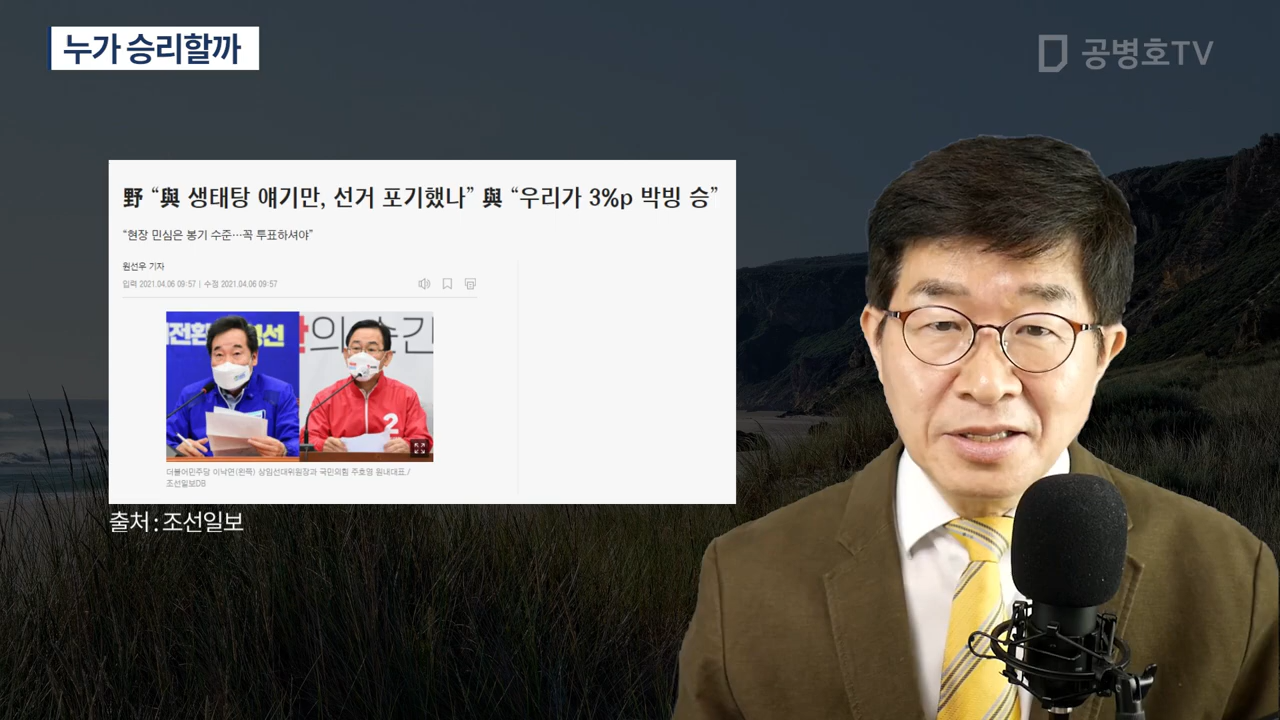 누가 승리할까
공병호TV
野 “與 생태탕 얘기만, 선거 포기했나” 與 “우리가 3%p 박빙 승”
“현장 민심은 봉기 수준…꼭 투표하셔야”
원선우 기자
입력 2021.04.06 09:57 | 수정 2021.04.06 09:57
의 순간
2
더불어민주당 이낙연(왼쪽) 상임선대위원장과 국민의힘 주호영 원내대표./
조선일보DB
출처 : 조선일보